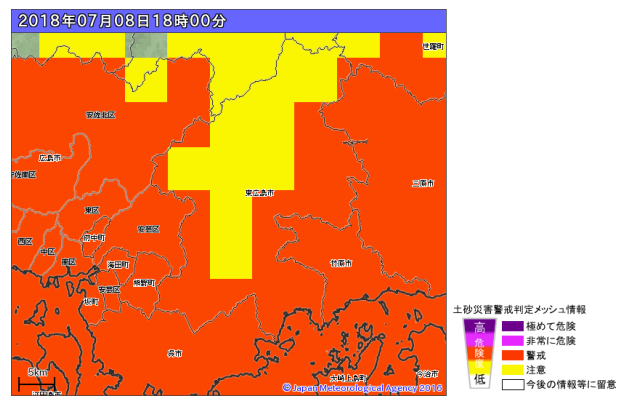 2018年07月08日18時00分
世羅町
安佐北区
広島市
佐南区
三原市
東広島市
東区
安芸区
西区
府中町
中区
海田町
南区
竹原市
熊野町
安芸区
坂町
呉市
5km
大崎上島町
今治市
江田島市
© Japan Meteorological Agency 2016
土砂災害警戒判定メッシュ情報
高
危険度
低
極めて危険
非常に危険
警戒
注意
今後の情報等に留意